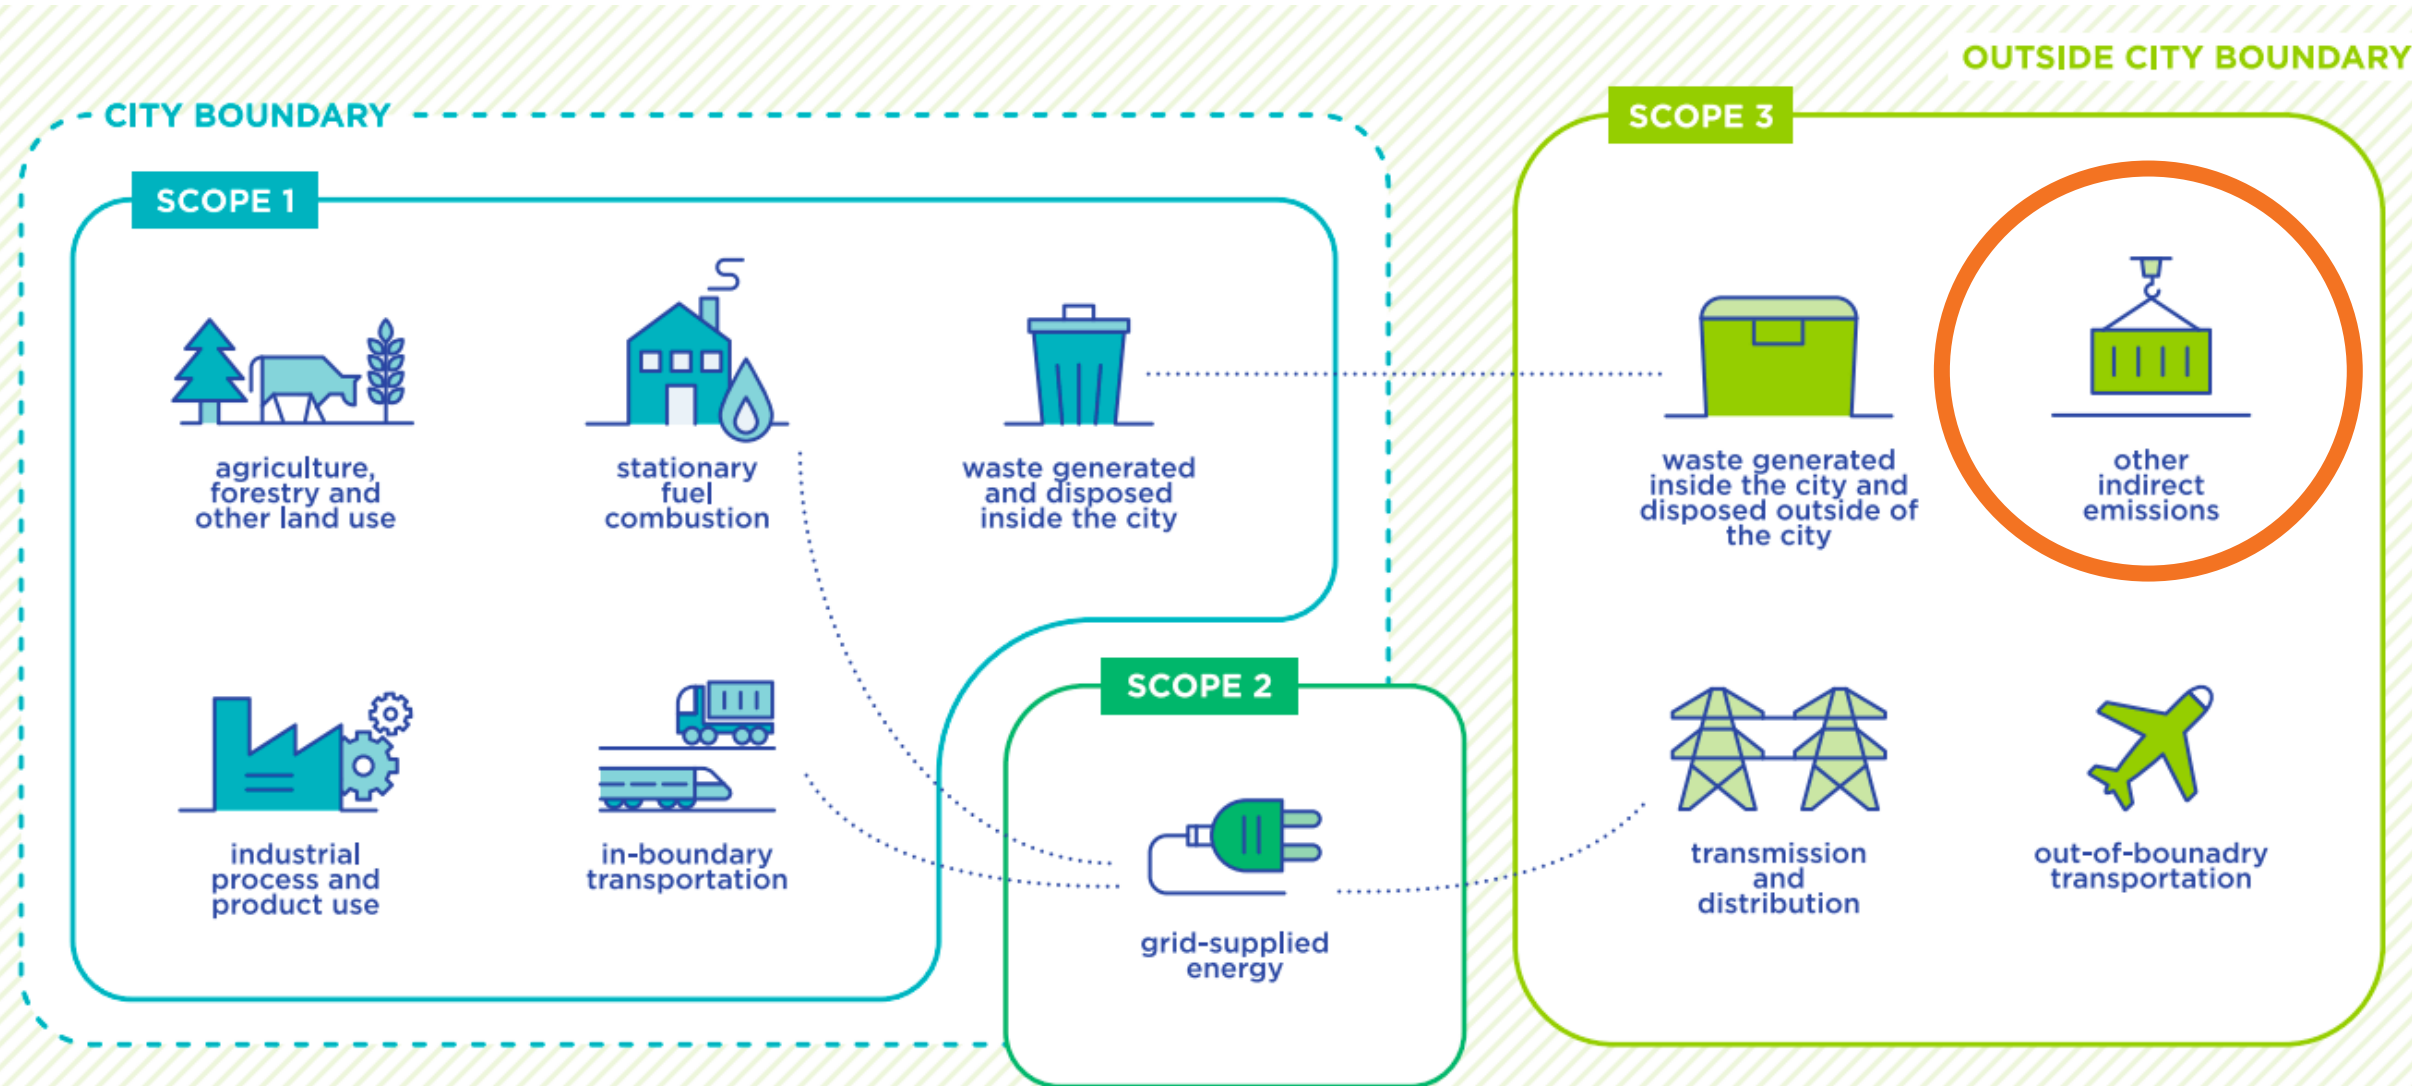 OUTSIDE CITY BOUNDARY
CITY BOUNDARY
SCOPE 1
agriculture,
forestry and
other land use
stationary
fuel
combustion
waste generated
and disposed
inside the city
industrial
process and
product use
in-boundary
transportation
SCOPE 2
grid-supplied
energy
SCOPE 3
waste generated
inside the city and
disposed outside of
the city
other
indirect
emissions
transmission
and
distribution
out-of-bounadry
transportation